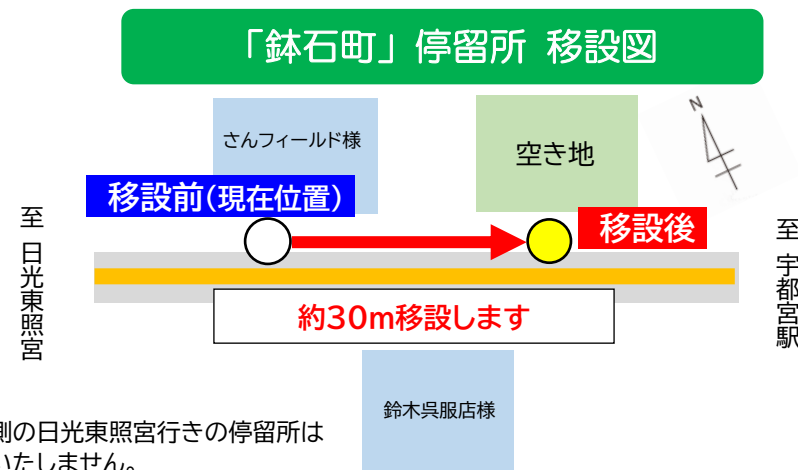 「鉢石町」停留所 移設図
N
さんフィールド様
空き地
移設前(現在位置)
移設後
至 日光東照宮
至 宇都宮駅
約30m移設します
鈴木呉服店様
側の日光東照宮行きの停留所は
いたしません。